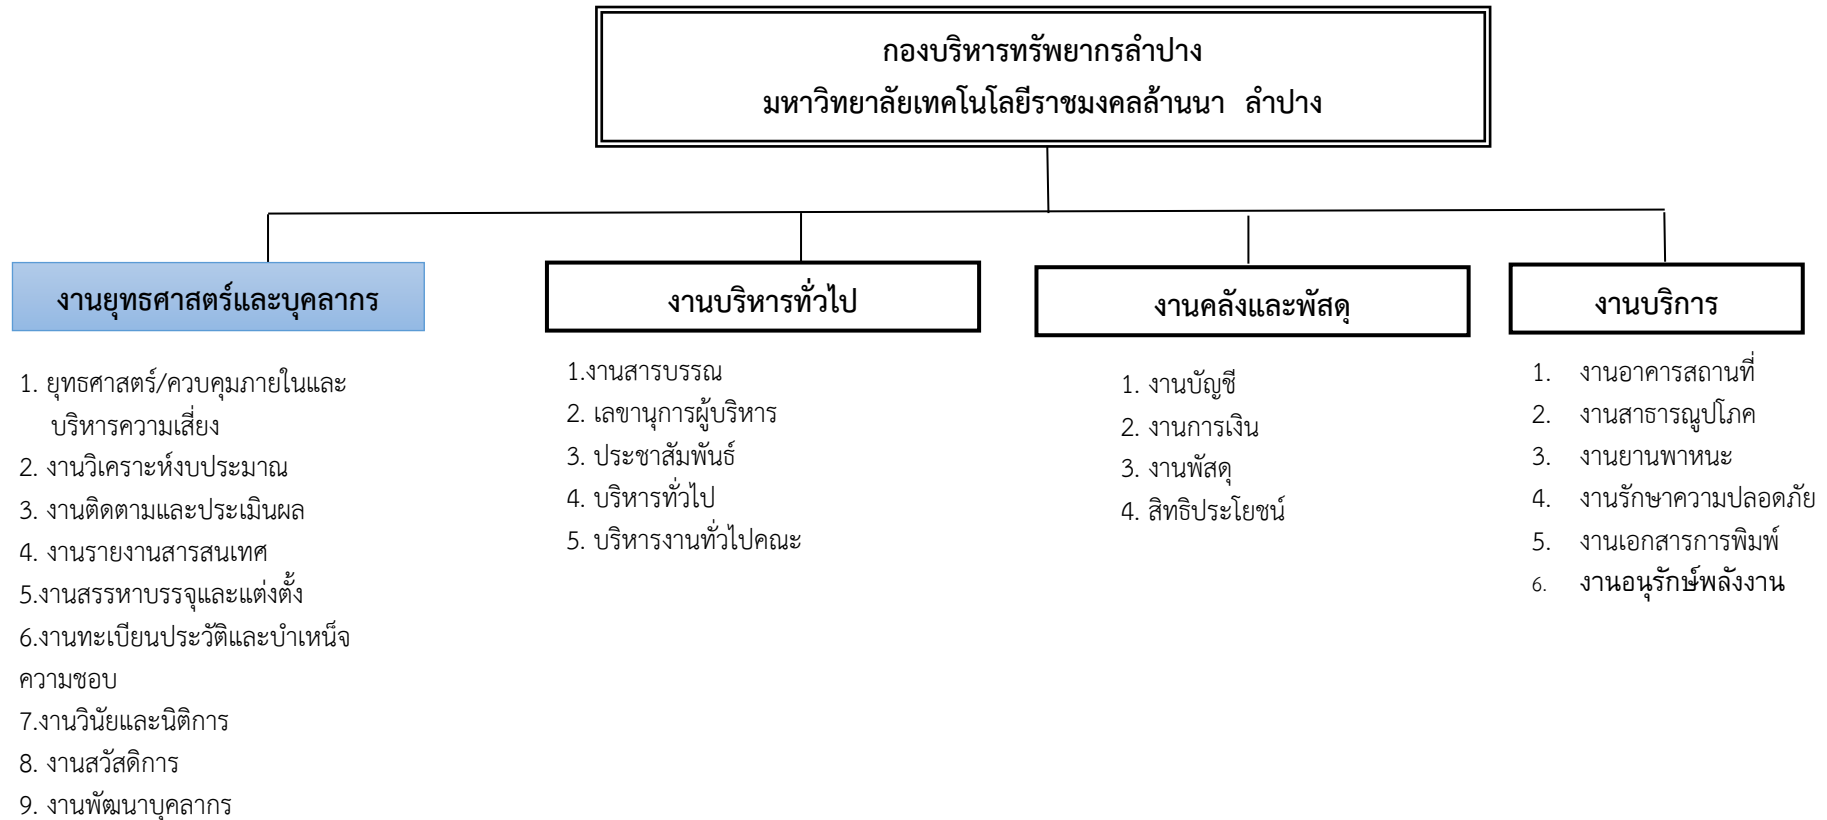 กองบริหารทรัพยากรลำปาง
มหาวิทยาลัยเทคโนโลยีราชมงคลล้านนา ลำปาง
งานยุทธศาสตร์และบุคลากร
1. ยุทธศาสตร์/ควบคุมภายในและ
บริหารความเสี่ยง
2. งานวิเคราะห์งบประมาณ
3. งานติดตามและประเมินผล
4. งานรายงานสารสนเทศ
5.งานสรรหาบรรจุและแต่งตั้ง
6.งานทะเบียนประวัติและบำเหน็จ
ความชอบ
7.งานวินัยและนิติการ
8. งานสวัสดิการ
9. งานพัฒนาบุคลากร
งานบริหารทั่วไป
1.งานสารบรรณ
2. เลขานุการผู้บริหาร
3. ประชาสัมพันธ์
4. บริหารทั่วไป
5. บริหารงานทั่วไปคณะ
งานคลังและพัสดุ
1. งานบัญชี
2. งานการเงิน
3. งานพัสดุ
4. สิทธิประโยชน์
งานบริการ
1. งานอาคารสถานที่
2. งานสาธารณูปโภค
3. งานยานพาหนะ
4. งานรักษาความปลอดภัย
5. งานเอกสารการพิมพ์
6. งานอนุรักษ์พลังงาน